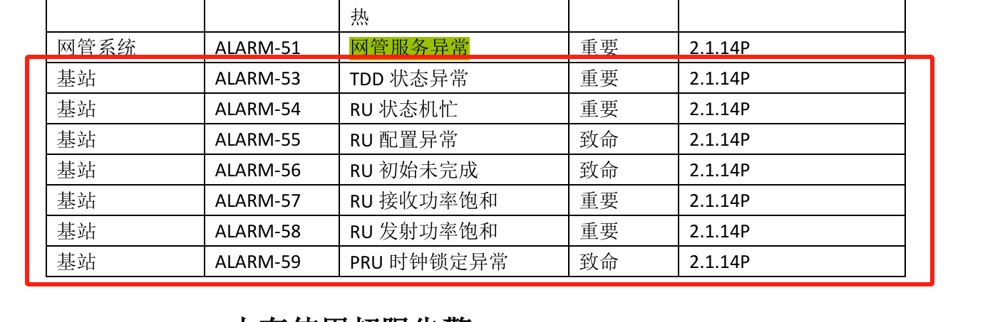 热
网管系统 ALARM-51 网管服务异常 重要 2.1.14P
基站 ALARM-53 TDD 状态异常 重要 2.1.14P
基站 ALARM-54 RU 状态机忙 重要 2.1.14P
基站 ALARM-55 RU 配置异常 致命 2.1.14P
基站 ALARM-56 RU 初始未完成 致命 2.1.14P
基站 ALARM-57 RU 接收功率饱和 重要 2.1.14P
基站 ALARM-58 RU 发射功率饱和 重要 2.1.14P
基站 ALARM-59 PRU 时钟锁定异常 致命 2.1.14P